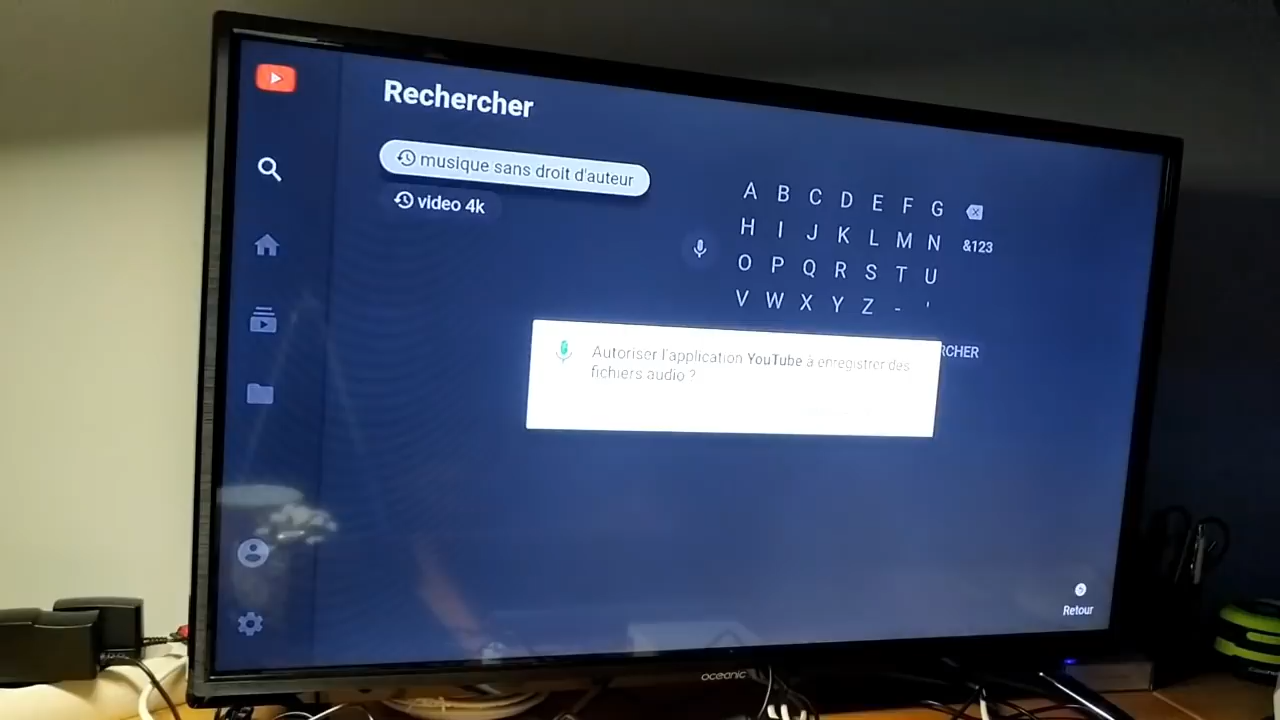 Rechercher
musique sans droit d'auteur
video 4k
A B C D E F G
H I J K L M N &123
O P Q R S T U
V W X Y Z - '
RCHER
Autoriser l'application YouTube à enregistrer des
fichiers audio ?
Retour
oceanic